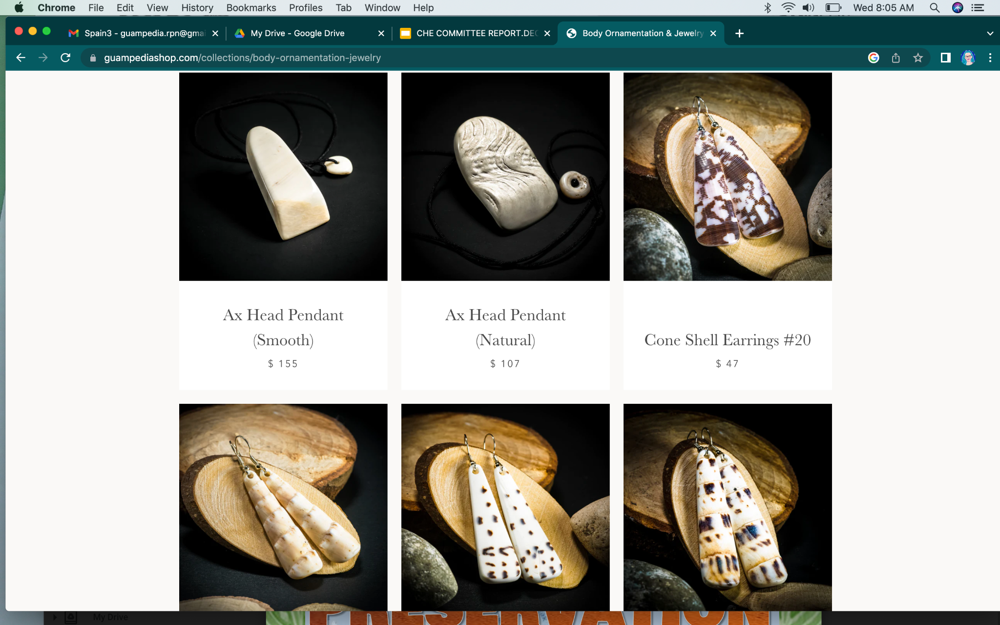 Chrome File Edit View History Bookmarks Profiles Tab Window Help Wed 8:05 AM
Spain3 - guampedia.rpn@gmai
My Drive - Google Drive
CHE COMMITTEE REPORT.DEC
Body Ornamentation & Jewelry
guampediashop.com/collections/body-ornamentation-jewelry
Ax Head Pendant
(Smooth)
$ 155
Ax Head Pendant
(Natural)
$ 107
Cone Shell Earrings #20
$ 47
My Drive
PRESERVATION